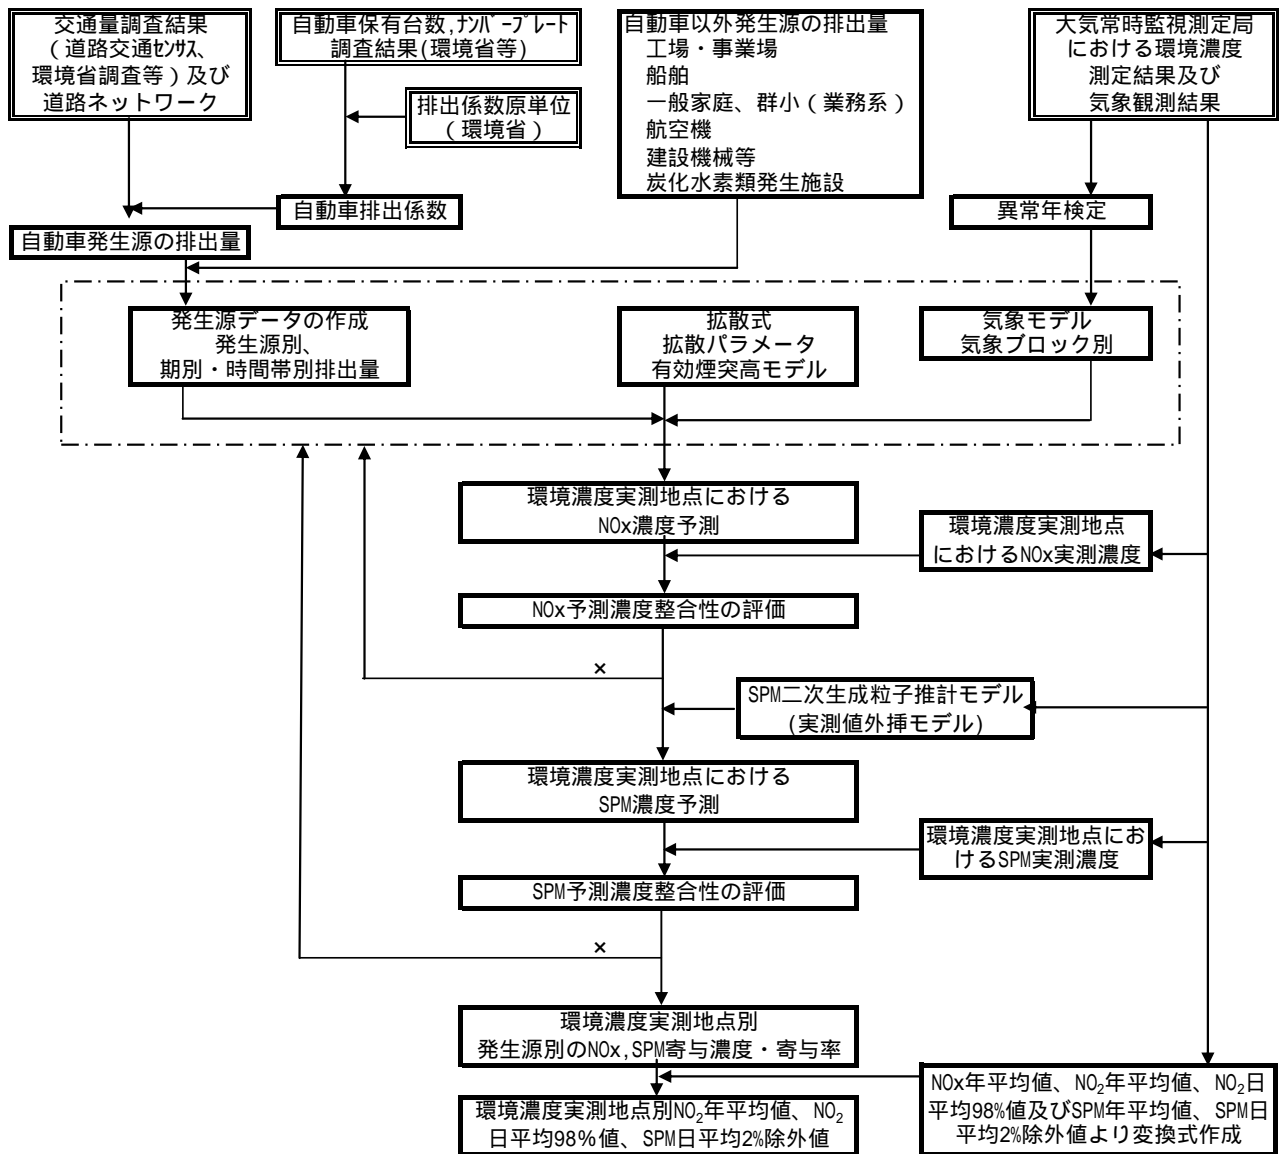 交通量調査結果
（道路交通ｾﾝｻｽ、
環境省調査等）及び
道路ネットワーク
自動車保有台数,ﾅﾝﾊﾞｰﾌﾟﾚｰﾄ
調査結果(環境省等)
排出係数原単位
（環境省）
自動車以外発生源の排出量
工場・事業場
船舶
一般家庭、群小（業務系）
航空機
建設機械等
炭化水素類発生施設
大気常時監視測定局
における環境濃度
測定結果及び
気象観測結果
自動車排出係数
異常年検定
自動車発生源の排出量
発生源データの作成
発生源別、
期別・時間帯別排出量
拡散式
拡散パラメータ
有効煙突高モデル
気象モデル
気象ブロック別
環境濃度実測地点における
NOx濃度予測
環境濃度実測地点
におけるNOx実測濃度
NOx予測濃度整合性の評価
×
SPM二次生成粒子推計モデル
(実測値外挿モデル)
環境濃度実測地点における
SPM濃度予測
環境濃度実測地点にお
けるSPM実測濃度
SPM予測濃度整合性の評価
×
環境濃度実測地点別
発生源別のNOx,SPM寄与濃度・寄与率
NOx年平均値、NO₂年平均値、NO₂日
平均98%値及びSPM年平均値、SPM日
平均2%除外値より変換式作成
環境濃度実測地点別NO₂年平均値、NO₂
日平均98%値、SPM日平均2%除外値